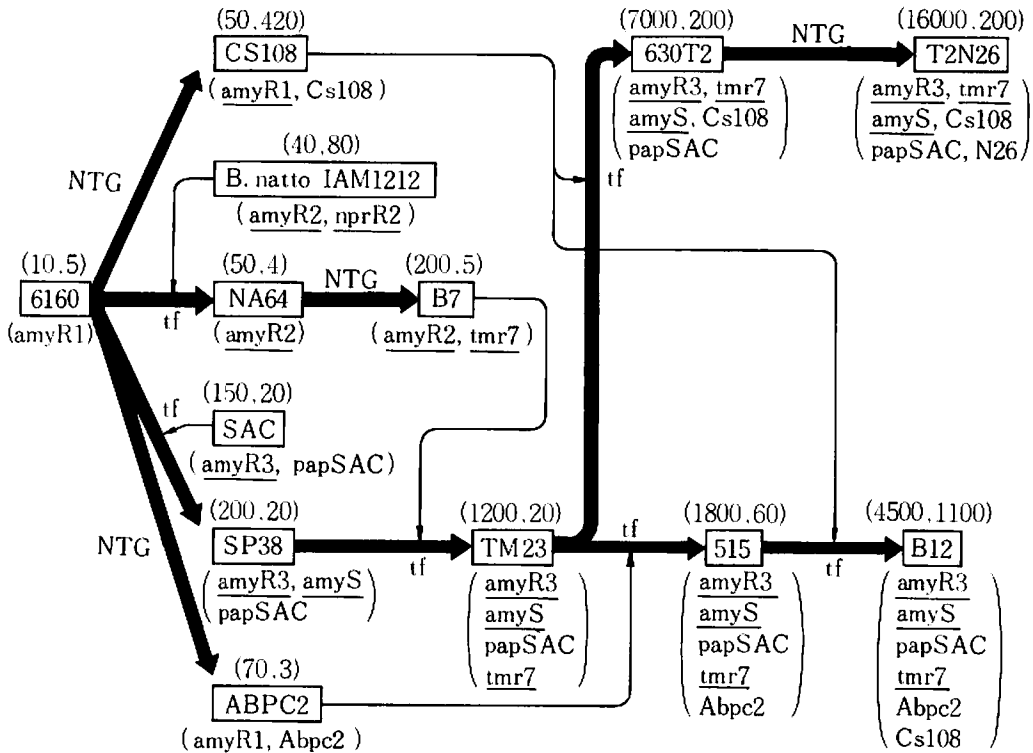 (50,420)
CS108
(amyR1, Cs108)
(7000,200)
630T2
(amyR3, tmr7
amyS, Cs108
papSAC)
NTG
(16000,200)
T2N26
(amyR3, tmr7
amyS, Cs108
papSAC, N26)
NTG
(40,80)
B. natto IAM1212
(amyR2, nprR2)
tf
(10,5)
6160
(amyR1)
tf
(50,4)
NA64
(amyR2)
NTG
(200,5)
B7
(amyR2, tmr7)
tf
(150,20)
SAC
(amyR3, papSAC)
NTG
(200,20)
SP38
(amyR3, amyS
papSAC)
tf
(1200,20)
TM23
(amyR3
amyS
papSAC
tmr7)
tf
(1800,60)
515
(amyR3
amyS
papSAC
tmr7
Abpc2)
tf
(4500,1100)
B12
(amyR3
amyS
papSAC
tmr7
Abpc2
Cs108)
(70,3)
ABPC2
(amyR1, Abpc2)